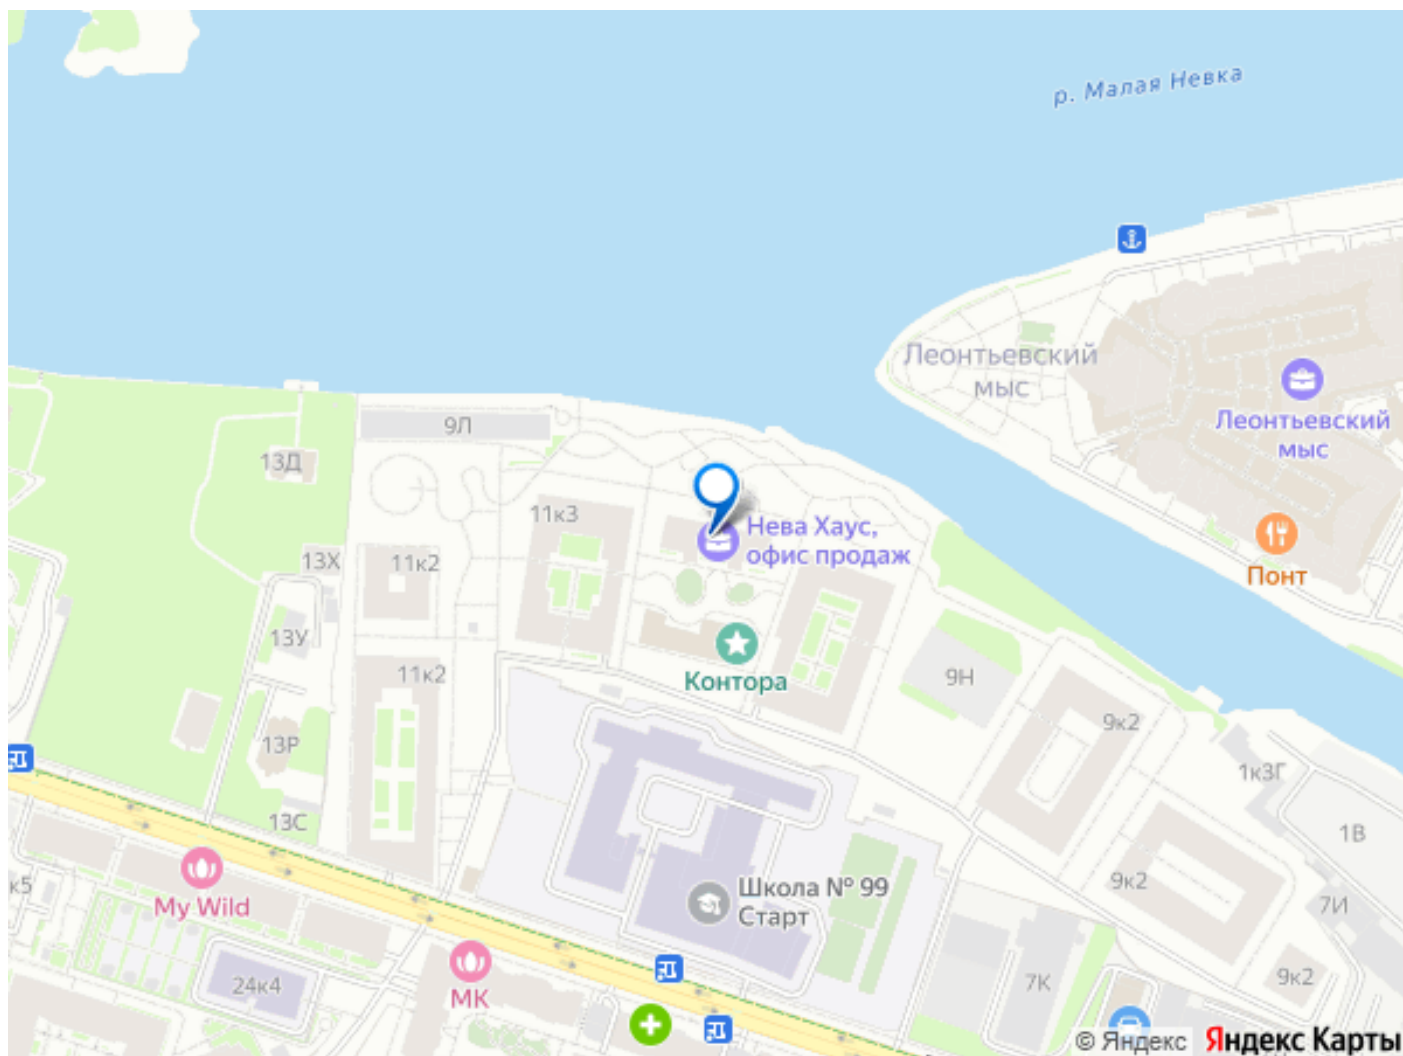 р. Малая Невка
Леонтьевский
мыс
Леонтьевский
мыс
9Л
13Д
11к3
Нева Хаус,
офис продаж
Понт
13Х
11к2
13У
11к2
Контора
9Н
9к2
13Р
1к3Г
13С
1В
к5
My Wild
Школа № 99
Старт
9к2
7И
24к4
МК
7К
9к2
© Яндекс Яндекс Карты